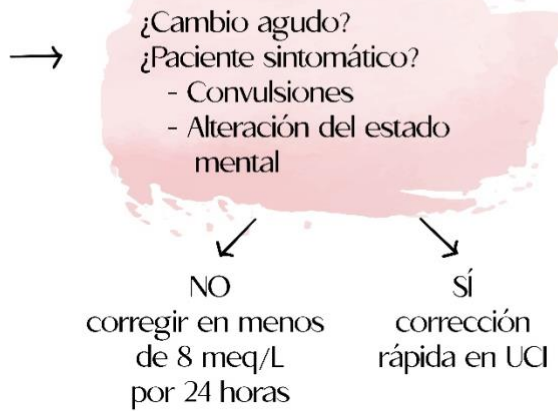 ¿Cambio agudo?
¿Paciente sintomático?
- Convulsiones
- Alteración del estado
mental
NO
corregir en menos
de 8 meq/L
por 24 horas
SÍ
corrección
rápida en UCI